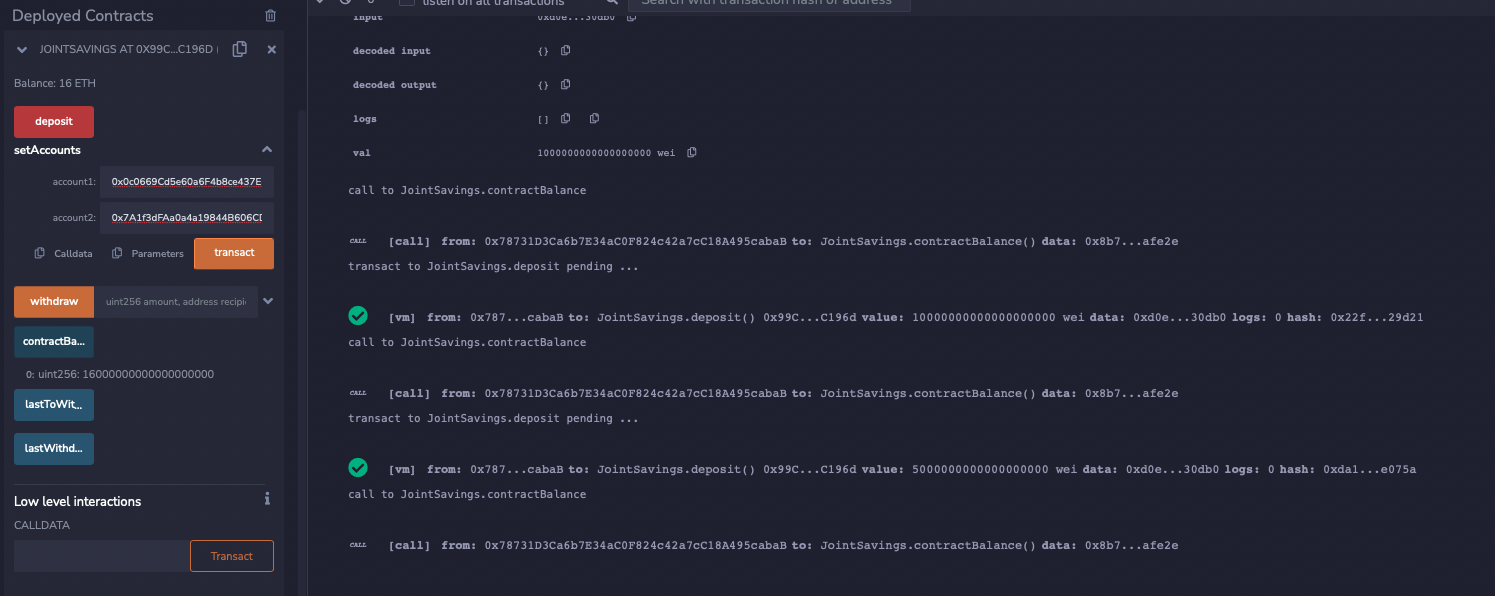 Deployed Contracts
JOINTSAVINGS AT 0X99C...C196D (
Balance: 16 ETH
deposit
setAccounts
account1: 0x0c0669Cd5e60a6F4b8ce437E
account2: 0x7A1f3dFAa0a4a19844B606CD
Calldata Parameters transact
withdraw uint256 amount, address recipi
contractBa...
0: uint256: 16000000000000000000
lastToWit...
lastWithd...
Low level interactions
CALLDATA
Transact
listen on all transactions Search with transaction hash or address
input 0xd0e...30db0
decoded input {}
decoded output {}
logs []
val 1000000000000000000 wei
call to JointSavings.contractBalance
CALL [call] from: 0x78731D3Ca6b7E34aC0F824c42a7cC18A495cabaB to: JointSavings.contractBalance() data: 0x8b7...afe2e
transact to JointSavings.deposit pending ...
[vm] from: 0x787...cabaB to: JointSavings.deposit() 0x99C...C196d value: 10000000000000000000 wei data: 0xd0e...30db0 logs: 0 hash: 0x22f...29d21
call to JointSavings.contractBalance
CALL [call] from: 0x78731D3Ca6b7E34aC0F824c42a7cC18A495cabaB to: JointSavings.contractBalance() data: 0x8b7...afe2e
transact to JointSavings.deposit pending ...
[vm] from: 0x787...cabaB to: JointSavings.deposit() 0x99C...C196d value: 5000000000000000000 wei data: 0xd0e...30db0 logs: 0 hash: 0xda1...e075a
call to JointSavings.contractBalance
CALL [call] from: 0x78731D3Ca6b7E34aC0F824c42a7cC18A495cabaB to: JointSavings.contractBalance() data: 0x8b7...afe2e